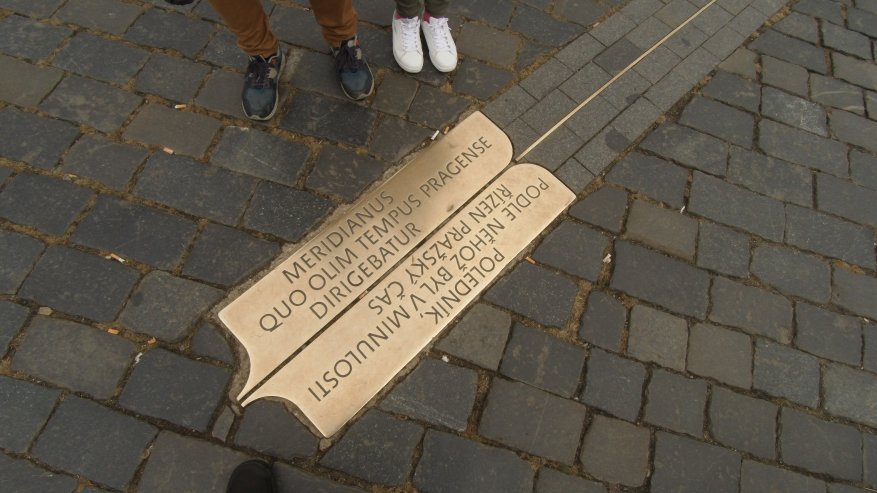 MERIDIANUS
QUO OLIM TEMPUS PRAGENSE
DIRIGEBATUR
POLEDNÍK
PODLE NĚHOŽ BYL V MINULOSTI
ŘÍZEN PRAŽSKÝ ČAS